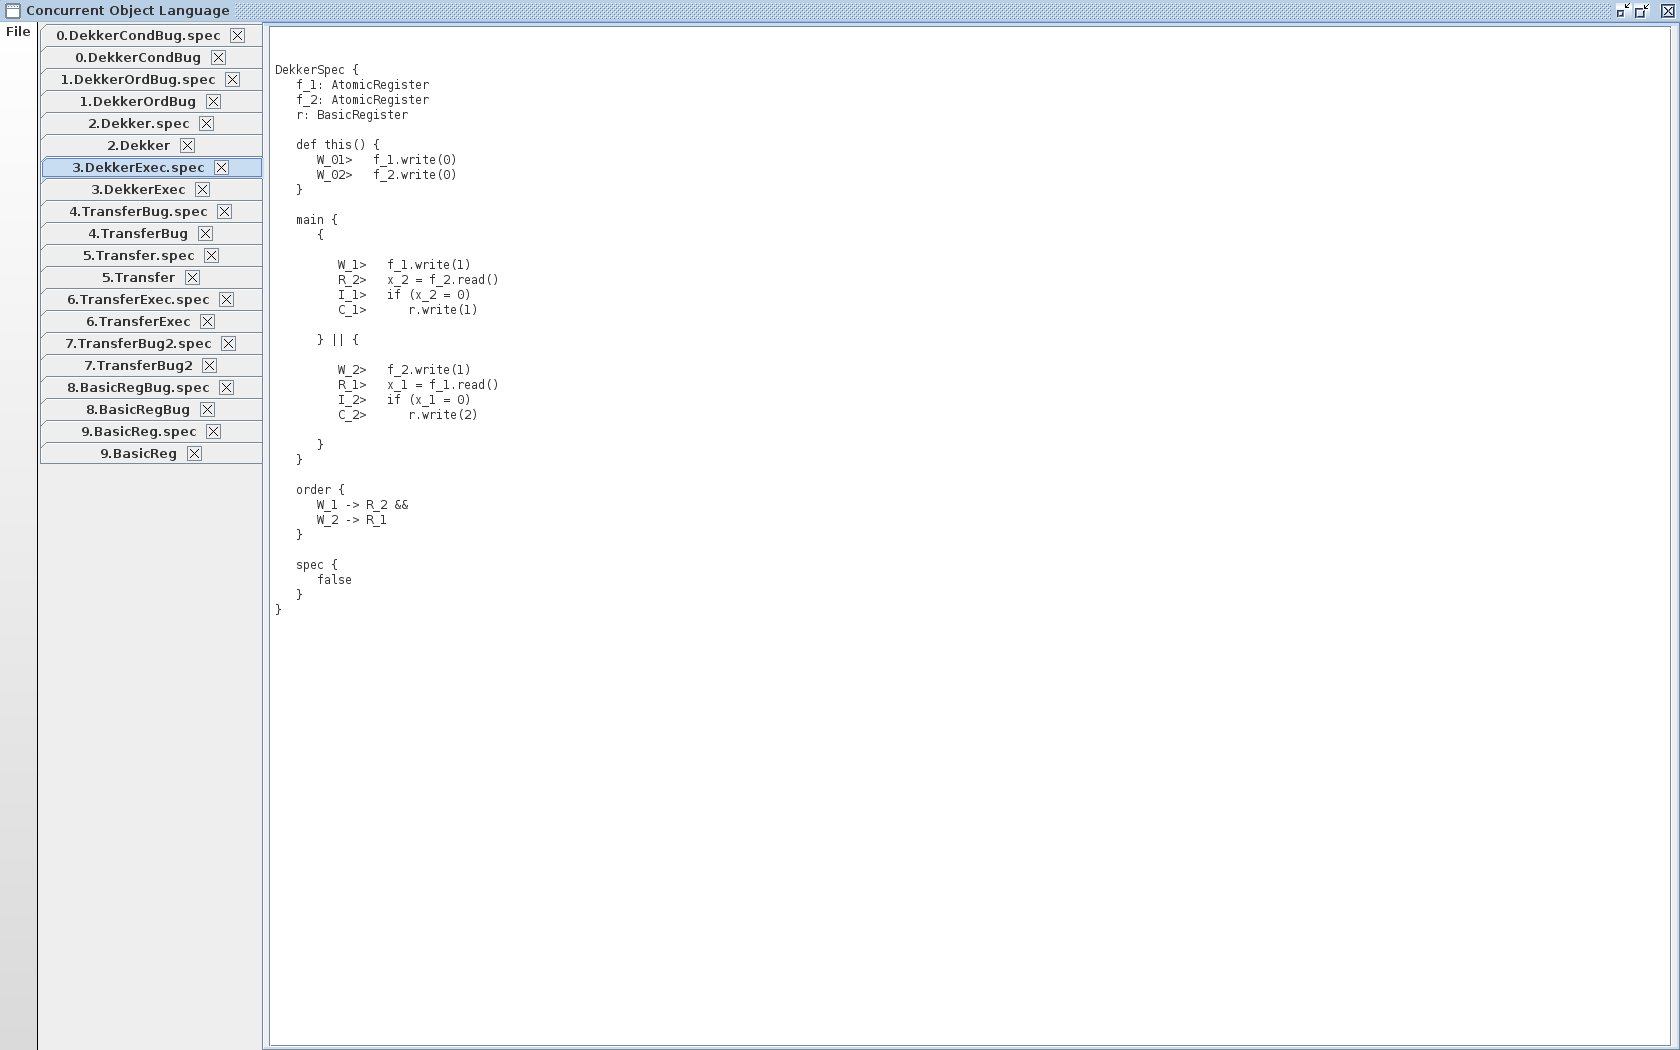 Concurrent Object Language
File
0.DekkerCondBug.spec
0.DekkerCondBug
1.DekkerOrdBug.spec
1.DekkerOrdBug
2.Dekker.spec
2.Dekker
3.DekkerExec.spec
3.DekkerExec
4.TransferBug.spec
4.TransferBug
5.Transfer.spec
5.Transfer
6.TransferExec.spec
6.TransferExec
7.TransferBug2.spec
7.TransferBug2
8.BasicRegBug.spec
8.BasicRegBug
9.BasicReg.spec
9.BasicReg
DekkerSpec {
   f_1: AtomicRegister
   f_2: AtomicRegister
   r: BasicRegister
   def this() {
      W_01>   f_1.write(0)
      W_02>   f_2.write(0)
   }
   main {
      {
         W_1>   f_1.write(1)
         R_2>   x_2 = f_2.read()
         I_1>   if (x_2 = 0)
         C_1>      r.write(1)
      } || {
         W_2>   f_2.write(1)
         R_1>   x_1 = f_1.read()
         I_2>   if (x_1 = 0)
         C_2>      r.write(2)
      }
   }
   order {
      W_1 -> R_2 &&
      W_2 -> R_1
   }
   spec {
      false
   }
}